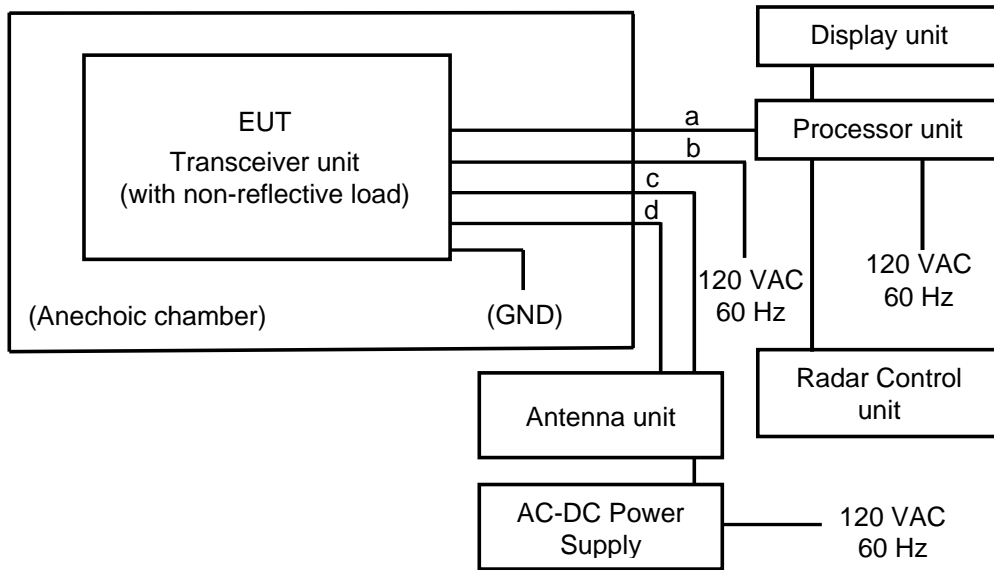 Display unit
EUT
Transceiver unit
(with non-reflective load)
a
b
c
d
Processor unit
120 VAC
60 Hz
120 VAC
60 Hz
(Anechoic chamber)
(GND)
Radar Control
unit
Antenna unit
AC-DC Power
Supply
120 VAC
60 Hz